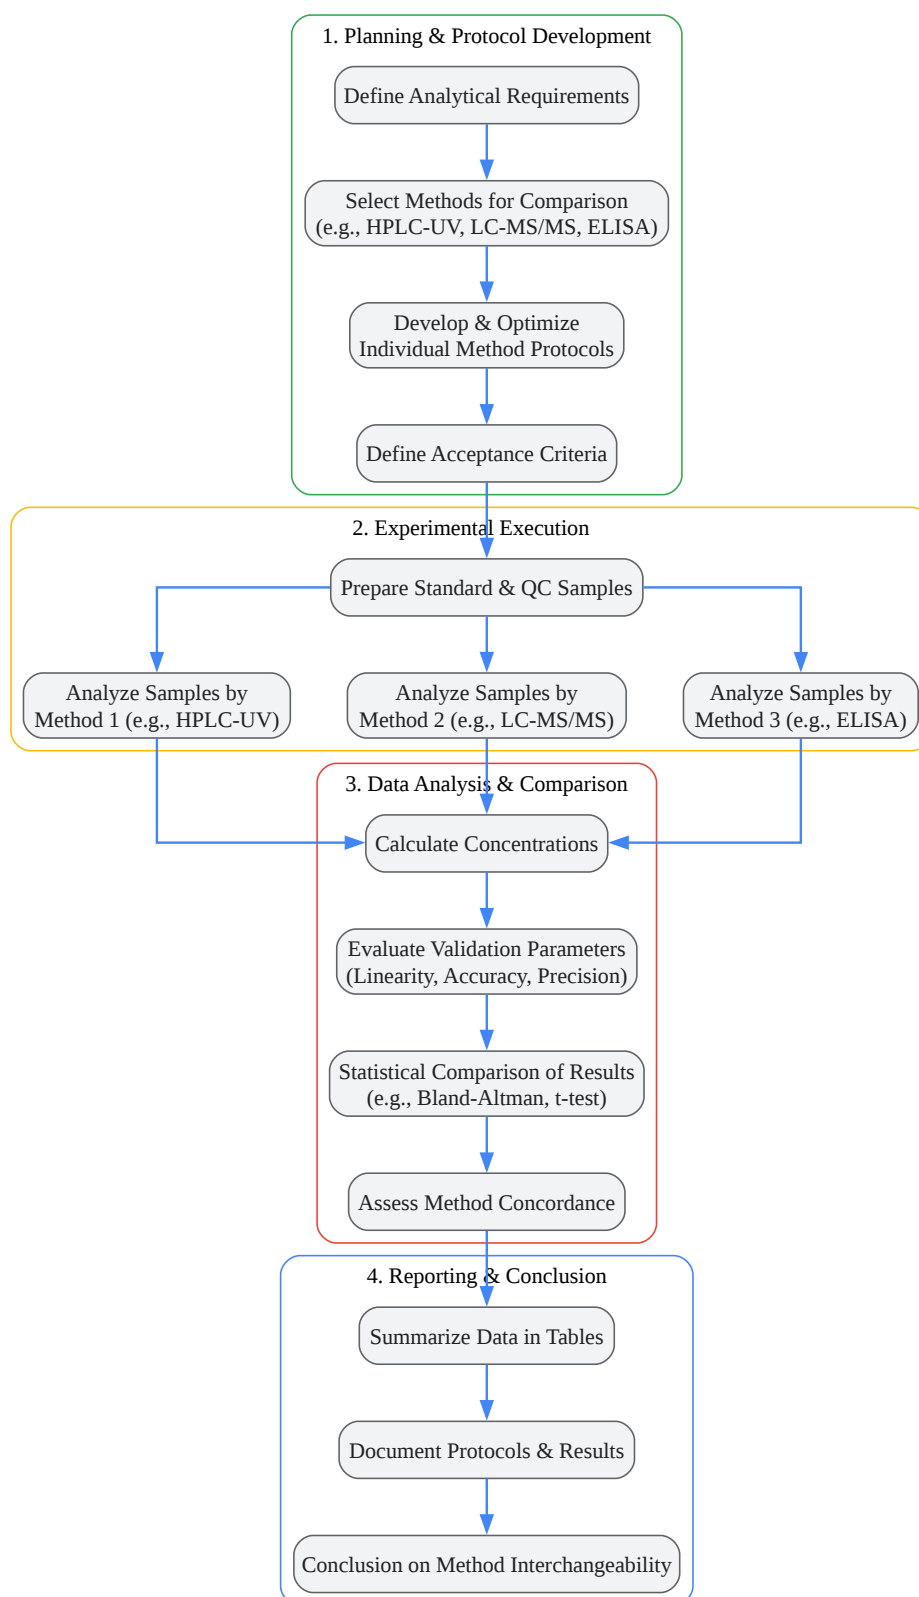 1. Planning & Protocol Development
Define Analytical Requirements
Select Methods for Comparison
(e.g., HPLC-UV, LC-MS/MS, ELISA)
Develop & Optimize
Individual Method Protocols
Define Acceptance Criteria
2. Experimental Execution
Prepare Standard & QC Samples
Analyze Samples by
Method 1 (e.g., HPLC-UV)
Analyze Samples by
Method 2 (e.g., LC-MS/MS)
Analyze Samples by
Method 3 (e.g., ELISA)
3. Data Analysis & Comparison
Calculate Concentrations
Evaluate Validation Parameters
(Linearity, Accuracy, Precision)
Statistical Comparison of Results
(e.g., Bland-Altman, t-test)
Assess Method Concordance
4. Reporting & Conclusion
Summarize Data in Tables
Document Protocols & Results
Conclusion on Method Interchangeability